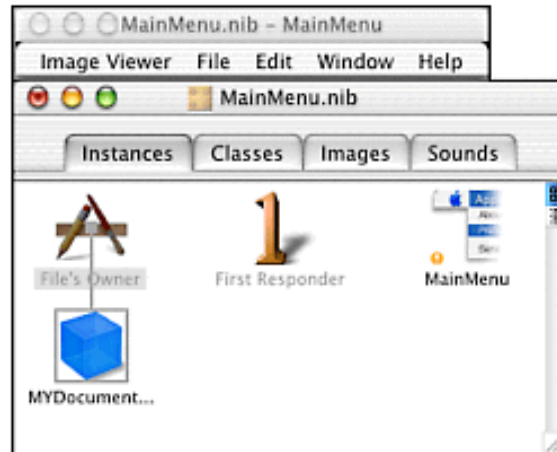 MainMenu.nib – MainMenu
Image Viewer File Edit Window Help
MainMenu.nib
Instances Classes Images Sounds
File's Owner First Responder MainMenu
MYDocument...